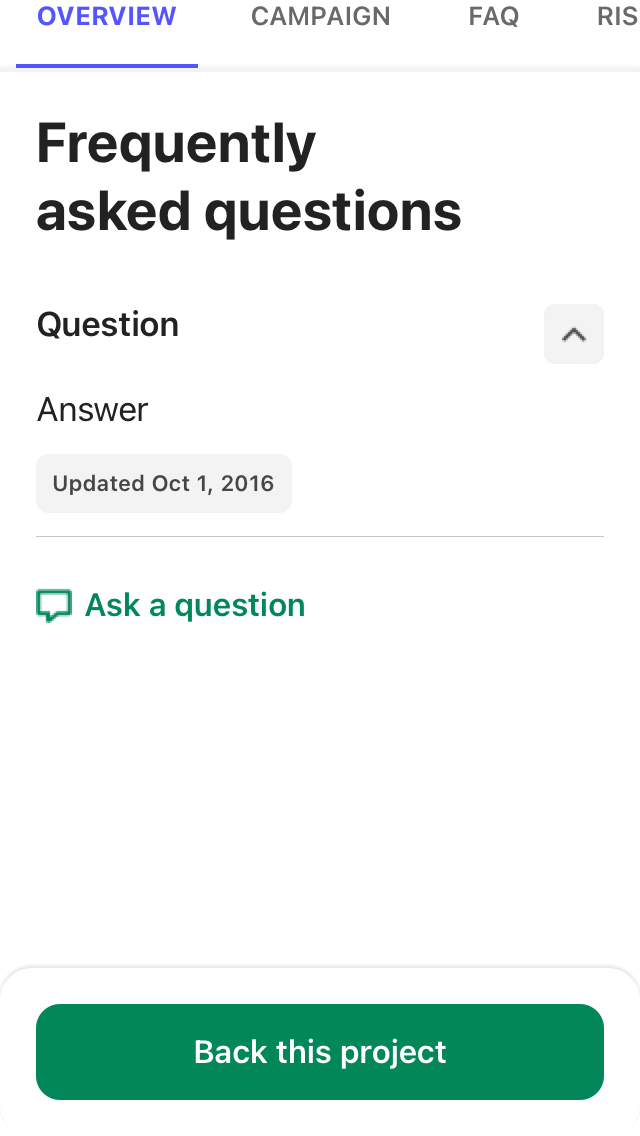 OVERVIEW CAMPAIGN FAQ RIS
Frequently
asked questions
Question
Answer
Updated Oct 1, 2016
Ask a question
Back this project